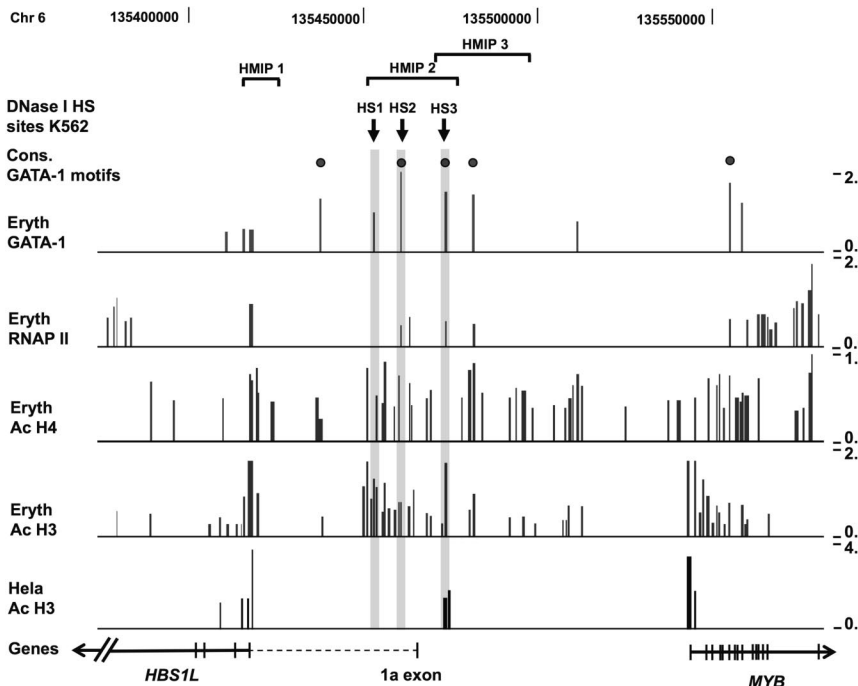 Chr 6 135400000 135450000 135500000 135550000
HMIP 3
HMIP 1 HMIP 2
DNase I HS
sites K562
HS1 HS2 HS3
Cons.
GATA-1 motifs
2.
Eryth
GATA-1
0.
2.
Eryth
RNAP II
0.
1.
Eryth
Ac H4
0.
2.
Eryth
Ac H3
0.
4.
Hela
Ac H3
0.
Genes
HBS1L 1a exon MYB